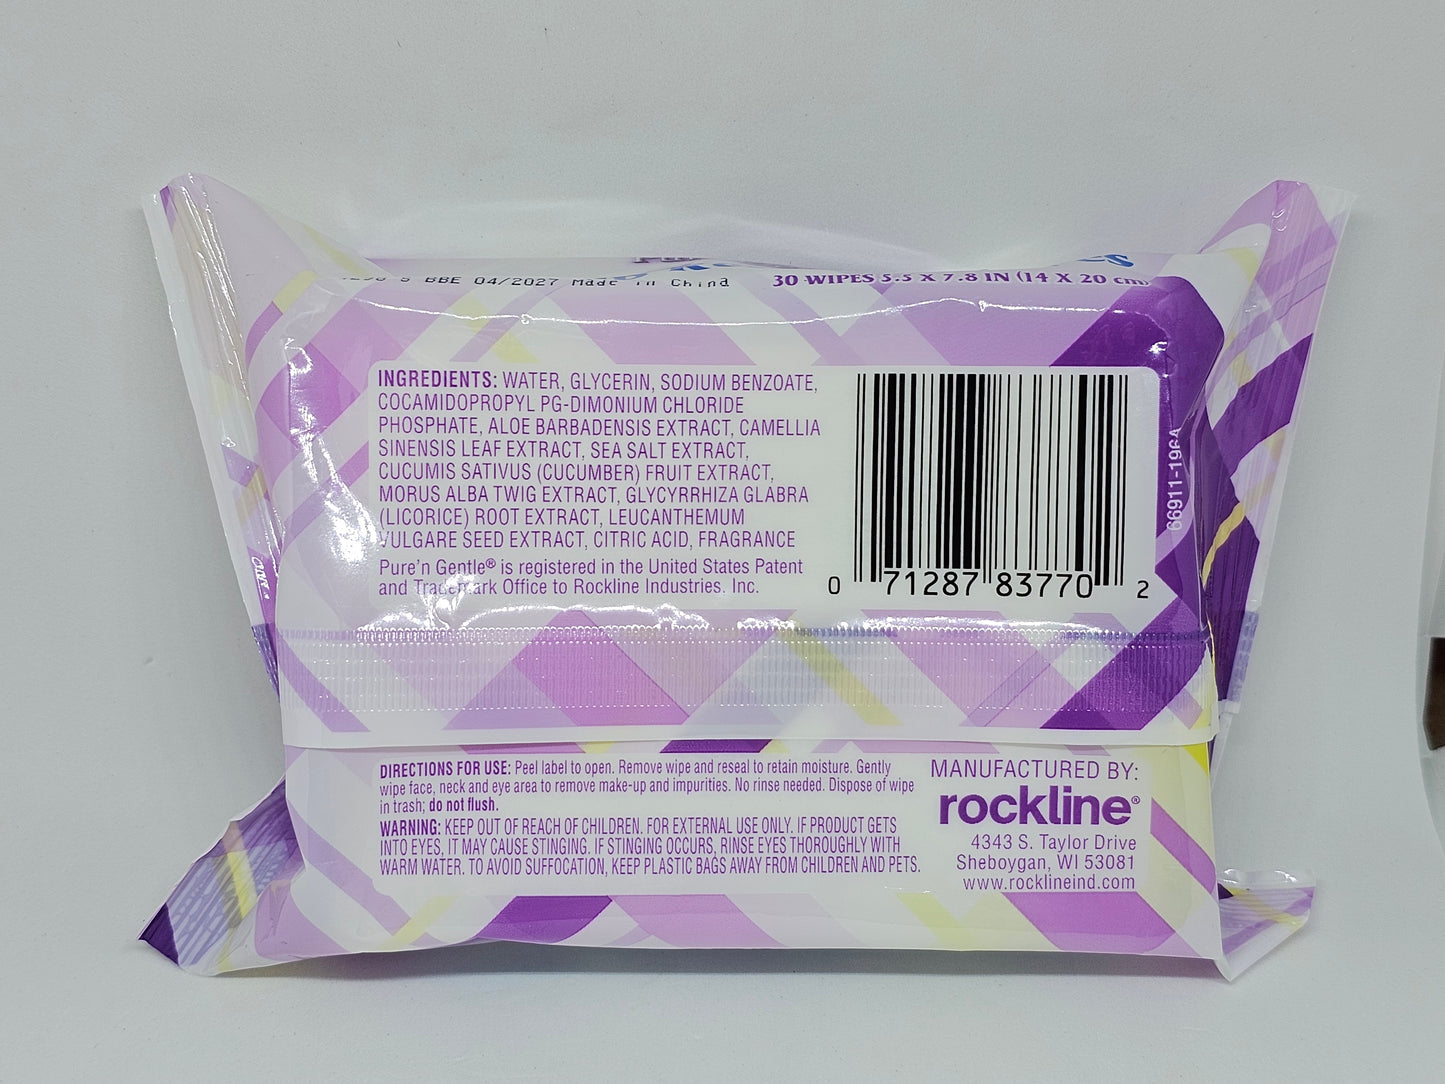 BBE 04/2027 Made in China
30 WIPES 5.5 X 7.8 IN (14 X 20 cm)
INGREDIENTS: WATER, GLYCERIN, SODIUM BENZOATE,
COCAMIDOPROPYL PG-DIMONIUM CHLORIDE
PHOSPHATE, ALOE BARBADENSIS EXTRACT, CAMELLIA
SINENSIS LEAF EXTRACT, SEA SALT EXTRACT,
CUCUMIS SATIVUS (CUCUMBER) FRUIT EXTRACT,
MORUS ALBA TWIG EXTRACT, GLYCYRRHIZA GLABRA
(LICORICE) ROOT EXTRACT, LEUCANTHEMUM
VULGARE SEED EXTRACT, CITRIC ACID, FRAGRANCE
Pure'n Gentle® is registered in the United States Patent
and Trademark Office to Rockline Industries, Inc.
0 71287 83770 2
66911-196A
DIRECTIONS FOR USE: Peel label to open. Remove wipe and reseal to retain moisture. Gently
wipe face, neck and eye area to remove make-up and impurities. No rinse needed. Dispose of wipe
in trash; do not flush.
WARNING: KEEP OUT OF REACH OF CHILDREN. FOR EXTERNAL USE ONLY. IF PRODUCT GETS
INTO EYES, IT MAY CAUSE STINGING. IF STINGING OCCURS, RINSE EYES THOROUGHLY WITH
WARM WATER. TO AVOID SUFFOCATION, KEEP PLASTIC BAGS AWAY FROM CHILDREN AND PETS.
MANUFACTURED BY:
rockline®
4343 S. Taylor Drive
Sheboygan, WI 53081
www.rocklineind.com